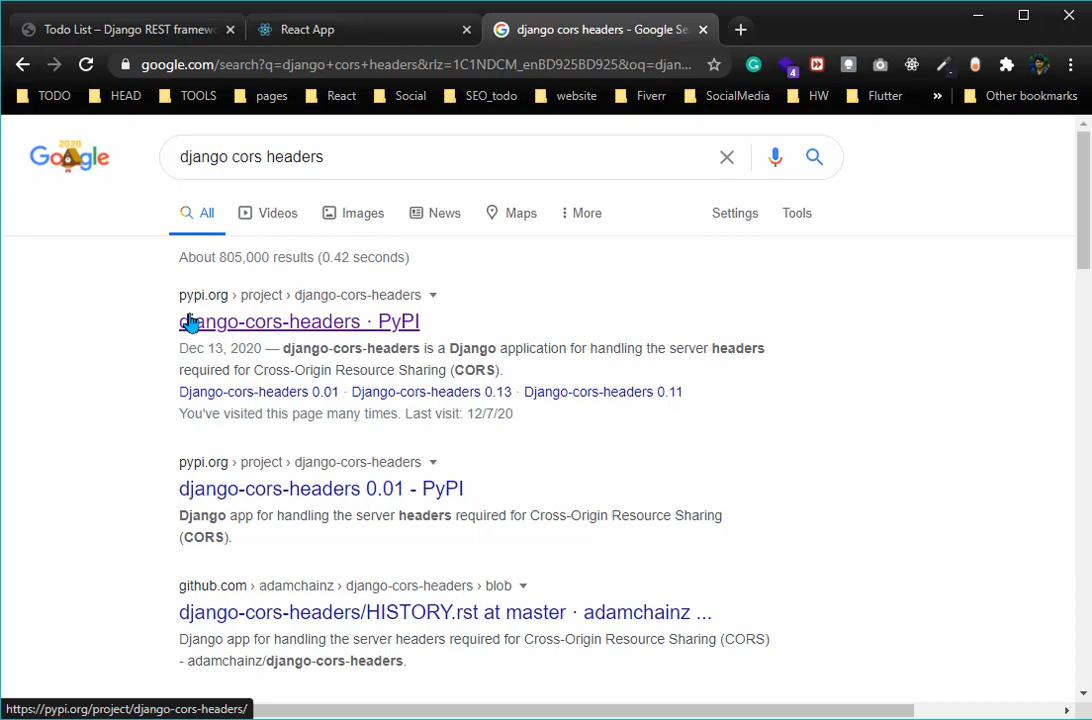 Todo List – Django REST framew
React App
django cors headers - Google Se
google.com/search?q=django+cors+headers&rlz=1C1NDCM_enBD925BD925&oq=djan...
4
TODO
HEAD
TOOLS
pages
React
Social
SEO_todo
website
Fiverr
SocialMedia
HW
Flutter
»
Other bookmarks
2020
Google
django cors headers
All
Videos
Images
News
Maps
More
Settings
Tools
About 805,000 results (0.42 seconds)
pypi.org › project › django-cors-headers
django-cors-headers · PyPI
Dec 13, 2020 — django-cors-headers is a Django application for handling the server headers
required for Cross-Origin Resource Sharing (CORS).
Django-cors-headers 0.01 · Django-cors-headers 0.13 · Django-cors-headers 0.11
You've visited this page many times. Last visit: 12/7/20
pypi.org › project › django-cors-headers
django-cors-headers 0.01 - PyPI
Django app for handling the server headers required for Cross-Origin Resource Sharing
(CORS).
github.com › adamchainz › django-cors-headers › blob
django-cors-headers/HISTORY.rst at master · adamchainz ...
Django app for handling the server headers required for Cross-Origin Resource Sharing (CORS)
- adamchainz/django-cors-headers.
https://pypi.org/project/django-cors-headers/